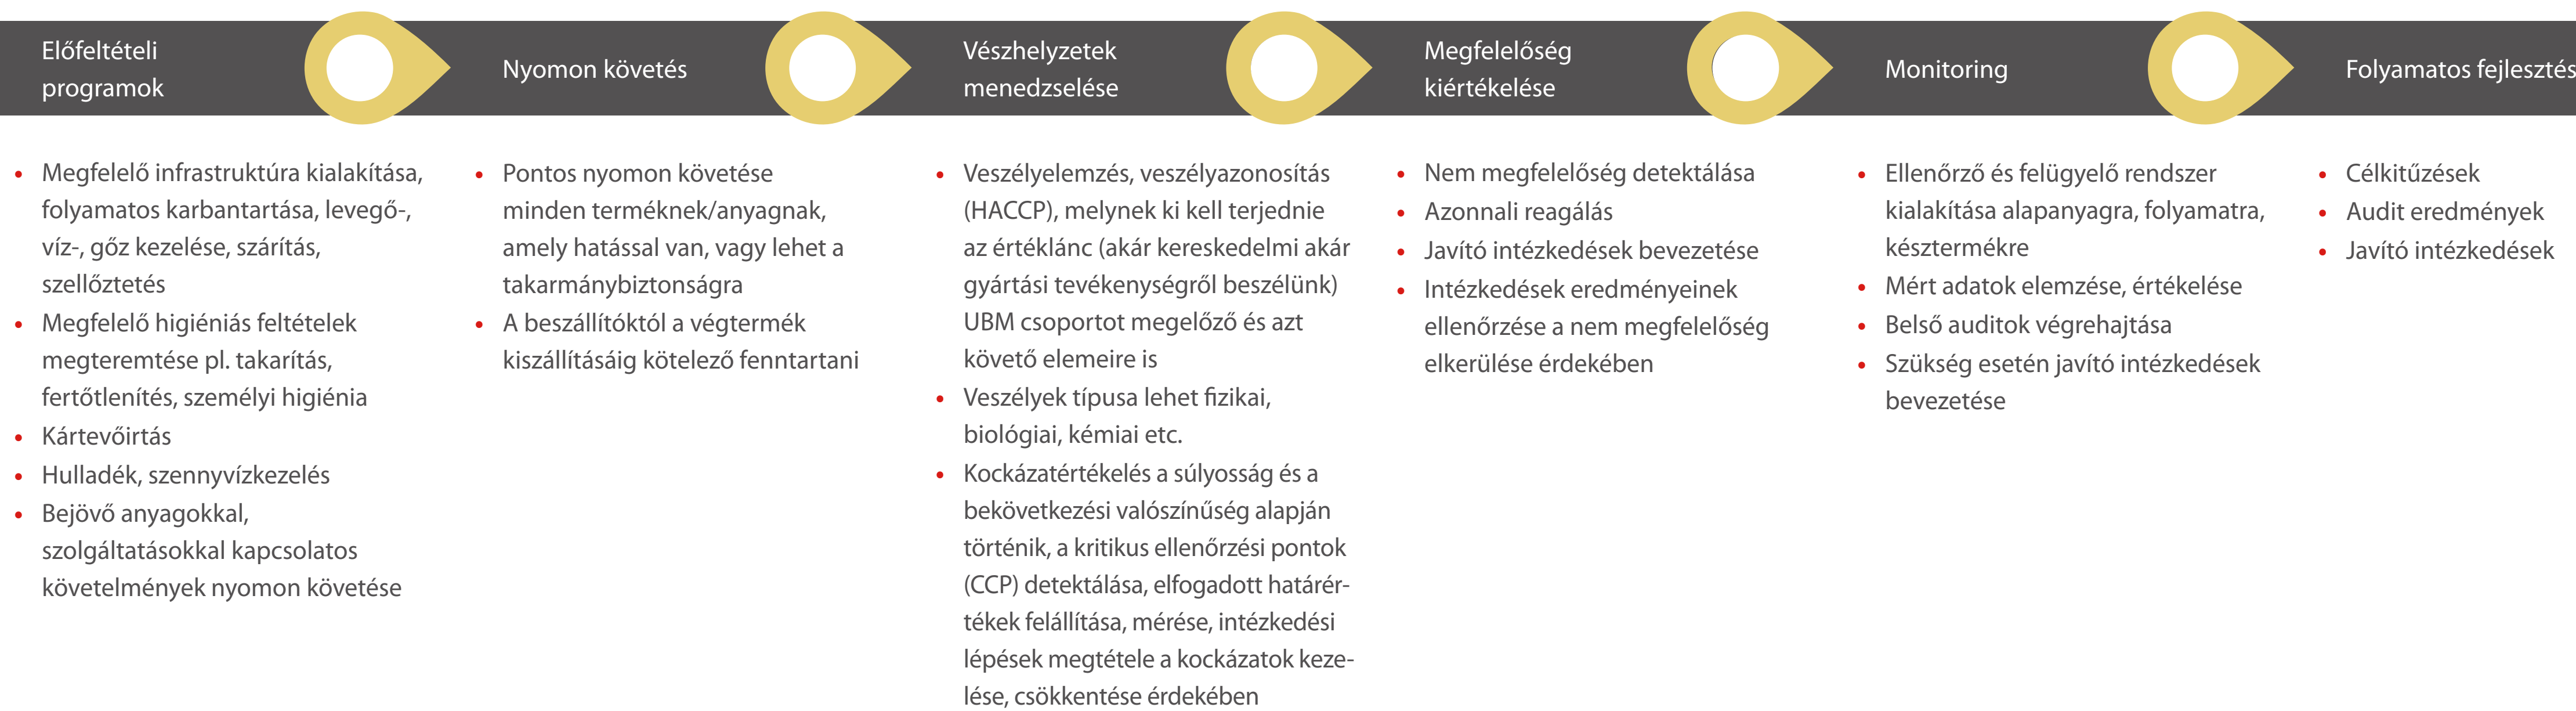 Előfeltételi
programok
Nyomon követés
Vészhelyzetek
menedzselése
Megfelelőség
kiértékelése
Monitoring
Folyamatos fejlesztés
• Megfelelő infrastruktúra kialakítása,
folyamatos karbantartása, levegő-,
víz-, gőz kezelése, szárítás,
szellőztetés
• Megfelelő higiéniás feltételek
megteremtése pl. takarítás,
fertőtlenítés, személyi higiénia
• Kártevőirtás
• Hulladék, szennyvízkezelés
• Bejövő anyagokkal,
szolgáltatásokkal kapcsolatos
követelmények nyomon követése
• Pontos nyomon követése
minden terméknek/anyagnak,
amely hatással van, vagy lehet a
takarmánybiztonságra
• A beszállítóktól a végtermék
kiszállításáig kötelező fenntartani
• Veszélyelemzés, veszélyazonosítás
(HACCP), melynek ki kell terjednie
az értéklánc (akár kereskedelmi akár
gyártási tevékenységről beszélünk)
UBM csoportot megelőző és azt
követő elemeire is
• Veszélyek típusa lehet fizikai,
biológiai, kémiai etc.
• Kockázatértékelés a súlyosság és a
bekövetkezési valószínűség alapján
történik, a kritikus ellenőrzési pontok
(CCP) detektálása, elfogadott határér-
tékek felállítása, mérése, intézkedési
lépések megtétele a kockázatok keze-
lése, csökkentése érdekében
• Nem megfelelőség detektálása
• Azonnali reagálás
• Javító intézkedések bevezetése
• Intézkedések eredményeinek
ellenőrzése a nem megfelelőség
elkerülése érdekében
• Ellenőrző és felügyelő rendszer
kialakítása alapanyagra, folyamatra,
késztermékre
• Mért adatok elemzése, értékelése
• Belső auditok végrehajtása
• Szükség esetén javító intézkedések
bevezetése
• Célkitűzések
• Audit eredmények
• Javító intézkedések